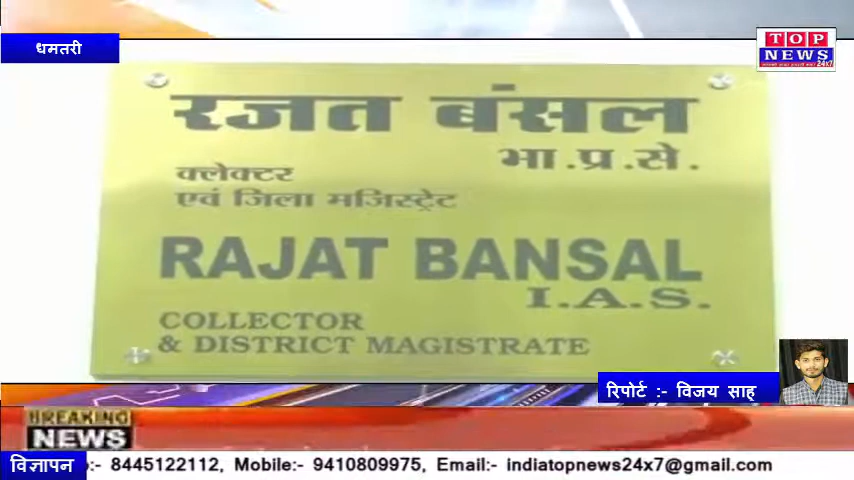 धमतरी
TOP
NEWS
24x7
रजत बंसल
भा.प्र.से.
क्लेक्टर
एवं जिला मजिस्ट्रेट
RAJAT BANSAL
I.A.S.
COLLECTOR
& DISTRICT MAGISTRATE
रिपोर्ट :- विजय साहू
BREAKING
NEWS
विज्ञापन :- 8445122112, Mobile:- 9410809975, Email:- indiatopnews24x7@gmail.com